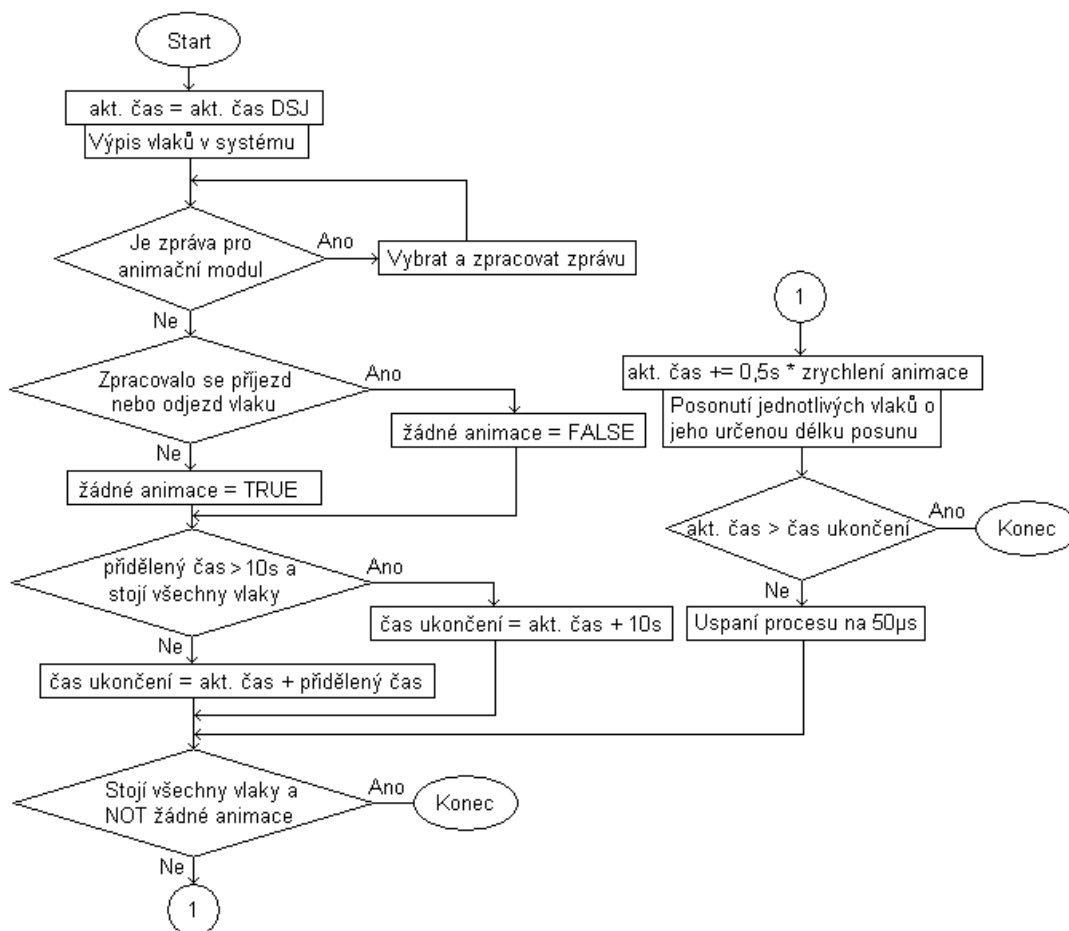 Start
akt. čas = akt. čas DSJ
Výpis vlaků v systému
Je zpráva pro
animační modul
Ano
Vybrat a zpracovat zprávu
Ne
Zpracovalo se příjezd
nebo odjezd vlaku
Ano
žádné animace = FALSE
Ne
žádné animace = TRUE
přidělený čas > 10s a
stojí všechny vlaky
Ano
čas ukončení = akt. čas + 10s
Ne
čas ukončení = akt. čas + přidělený čas
Stojí všechny vlaky a
NOT žádné animace
Ano
Konec
Ne
1
1
akt. čas += 0,5s * zrychlení animace
Posonutí jednotlivých vlaků o
jeho určenou délku posunu
akt. čas > čas ukončení
Ano
Konec
Ne
Uspaní procesu na 50µs